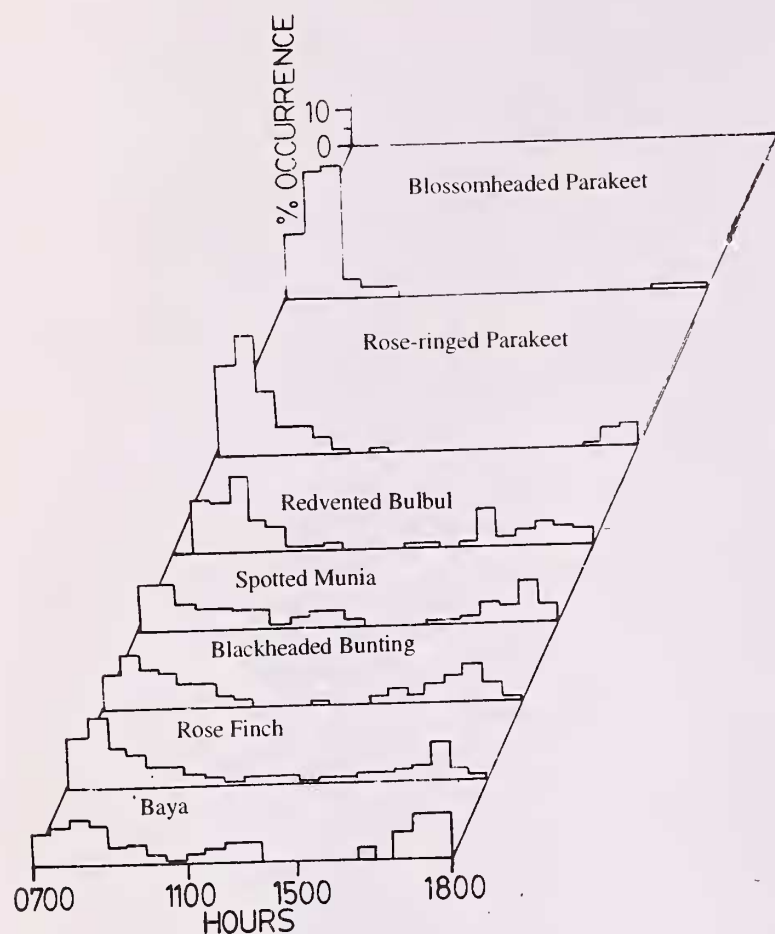 % OCCURRENCE
10
0
Blossomheaded Parakeet
Rose-ringed Parakeet
Redvented Bulbul
Spotted Munia
Blackheaded Bunting
Rose Finch
Baya
0700 1100 1500 1800
HOURS